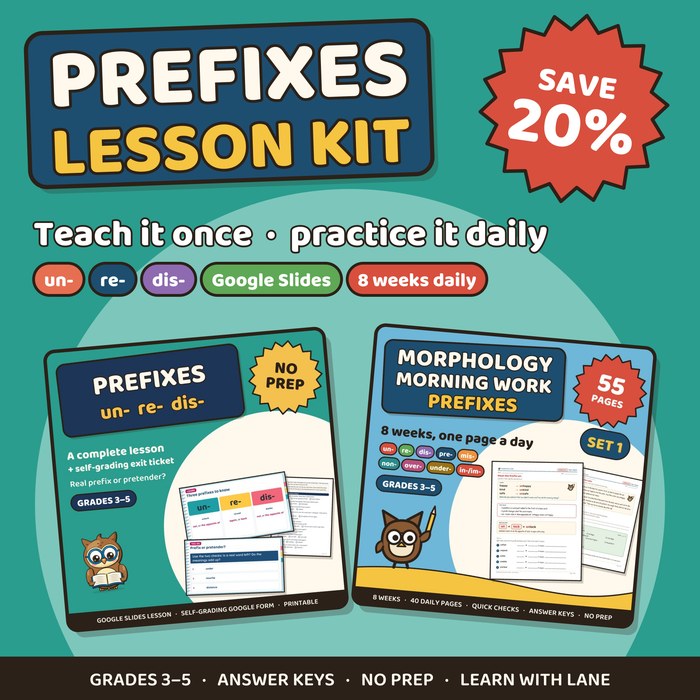 PREFIXES
LESSON KIT
SAVE
20%
Teach it once · practice it daily
un- re- dis- Google Slides 8 weeks daily
PREFIXES
un- re- dis-
NO
PREP
A complete lesson
+ self-grading exit ticket
Real prefix or pretender?
GRADES 3–5
Three prefixes to know
un- re- dis-
Prefix or pretender?
GOOGLE SLIDES LESSON · SELF-GRADING GOOGLE FORM · PRINTABLE
MORPHOLOGY
MORNING WORK
PREFIXES
55
PAGES
SET 1
8 weeks, one page a day
un- re- dis- pre- mis-
non- over- under- in-/im-
GRADES 3–5
8 WEEKS · 40 DAILY PAGES · QUICK CHECKS · ANSWER KEYS · NO PREP
GRADES 3–5 · ANSWER KEYS · NO PREP · LEARN WITH LANE